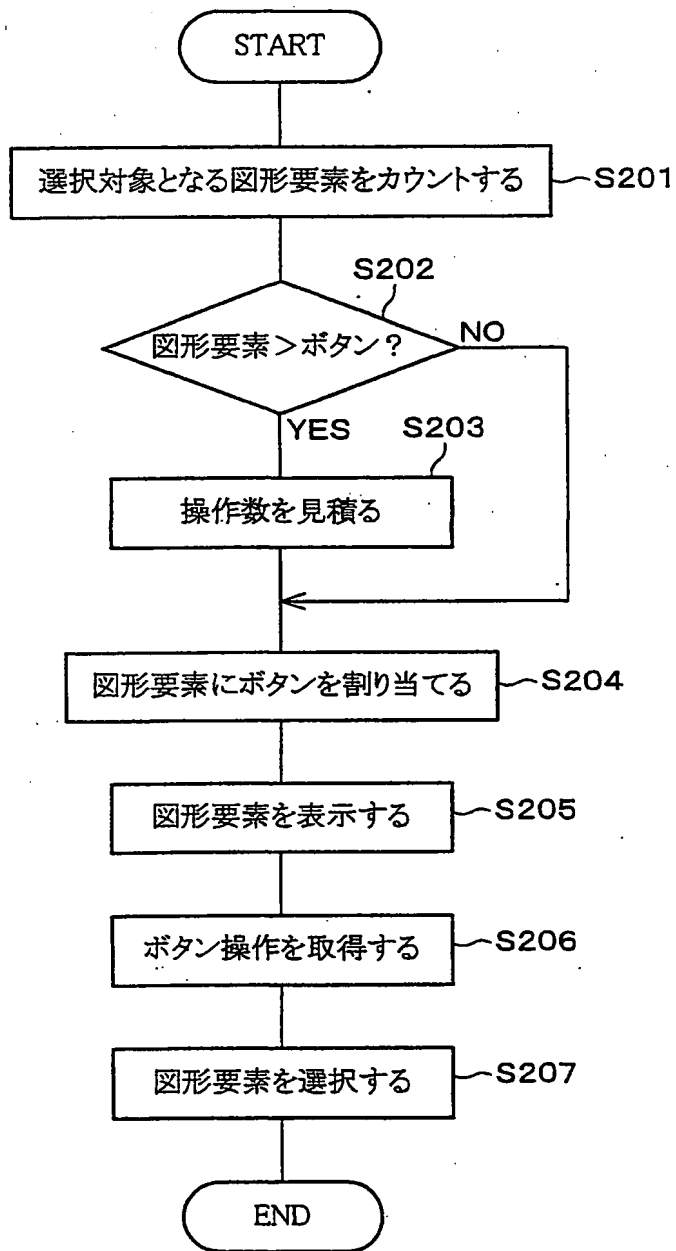 START
選択対象となる図形要素をカウントする
S201
S202
図形要素＞ボタン？
NO
YES
S203
操作数を見積る
図形要素にボタンを割り当てる
S204
図形要素を表示する
S205
ボタン操作を取得する
S206
図形要素を選択する
S207
END